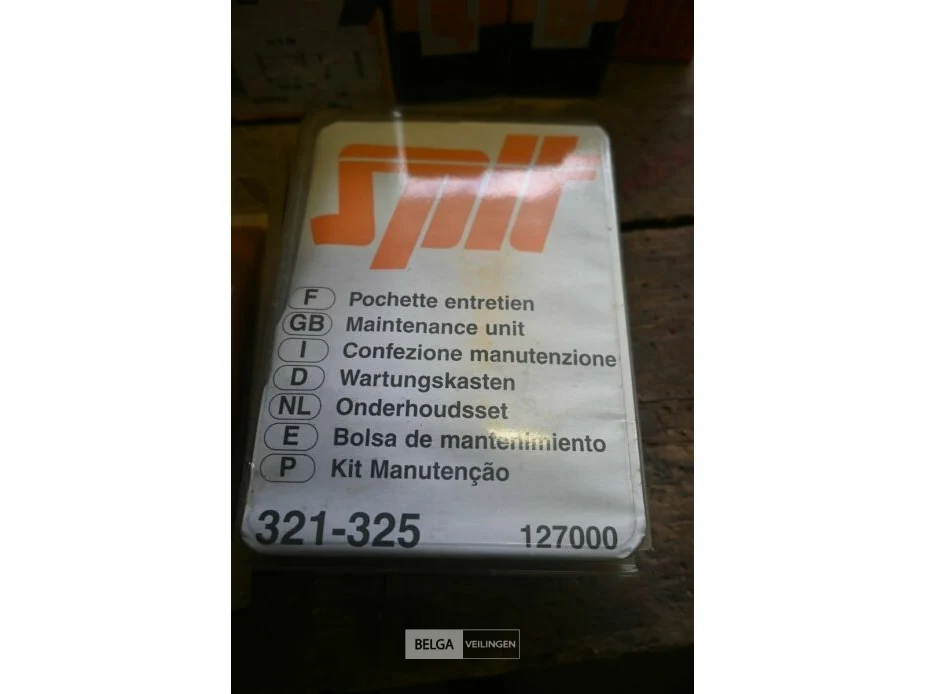 spit
F Pochette entretien
GB Maintenance unit
I Confezione manutenzione
D Wartungskasten
NL Onderhoudsset
E Bolsa de mantenimiento
P Kit Manutenção
321-325 127000
BELGA VEILINGEN